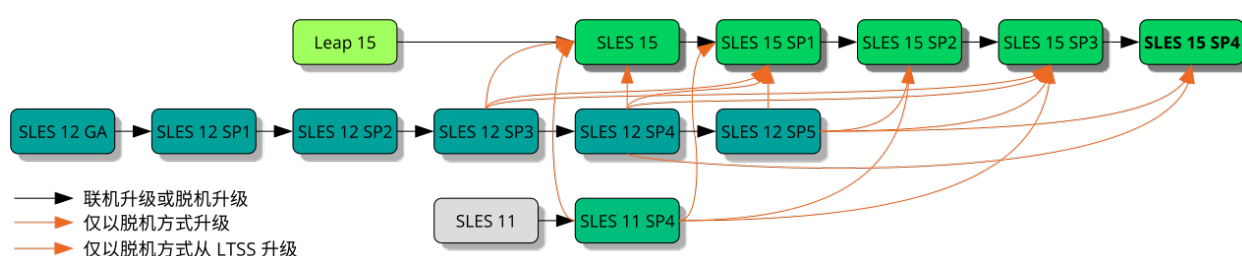 Leap 15
SLES 15
SLES 15 SP1
SLES 15 SP2
SLES 15 SP3
SLES 15 SP4
SLES 12 GA
SLES 12 SP1
SLES 12 SP2
SLES 12 SP3
SLES 12 SP4
SLES 12 SP5
SLES 11
SLES 11 SP4
联机升级或脱机升级
仅以脱机方式升级
仅以脱机方式从 LTSS 升级